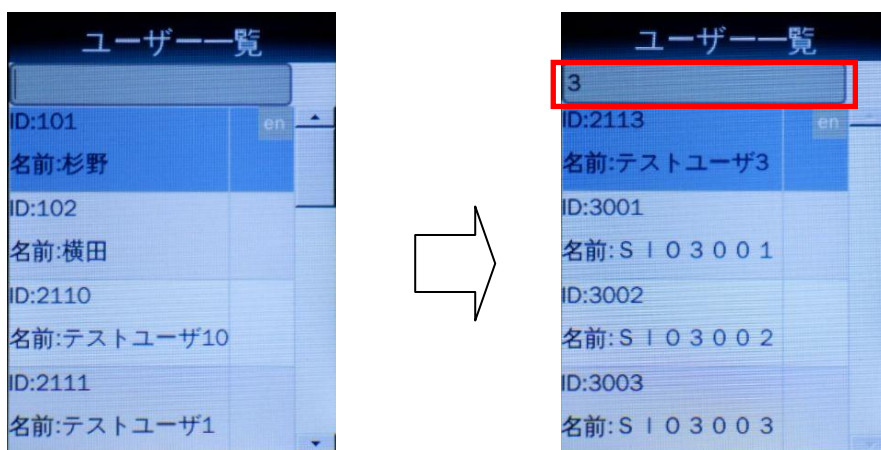 ユーザー一覧
ID:101
en
名前:杉野
ID:102
名前:横田
ID:2110
名前:テストユーザ10
ID:2111
名前:テストユーザ1
ユーザー一覧
3
ID:2113
en
名前:テストユーザ3
ID:3001
名前:ＳＩＯ３００１
ID:3002
名前:ＳＩＯ３００２
ID:3003
名前:ＳＩＯ３００３